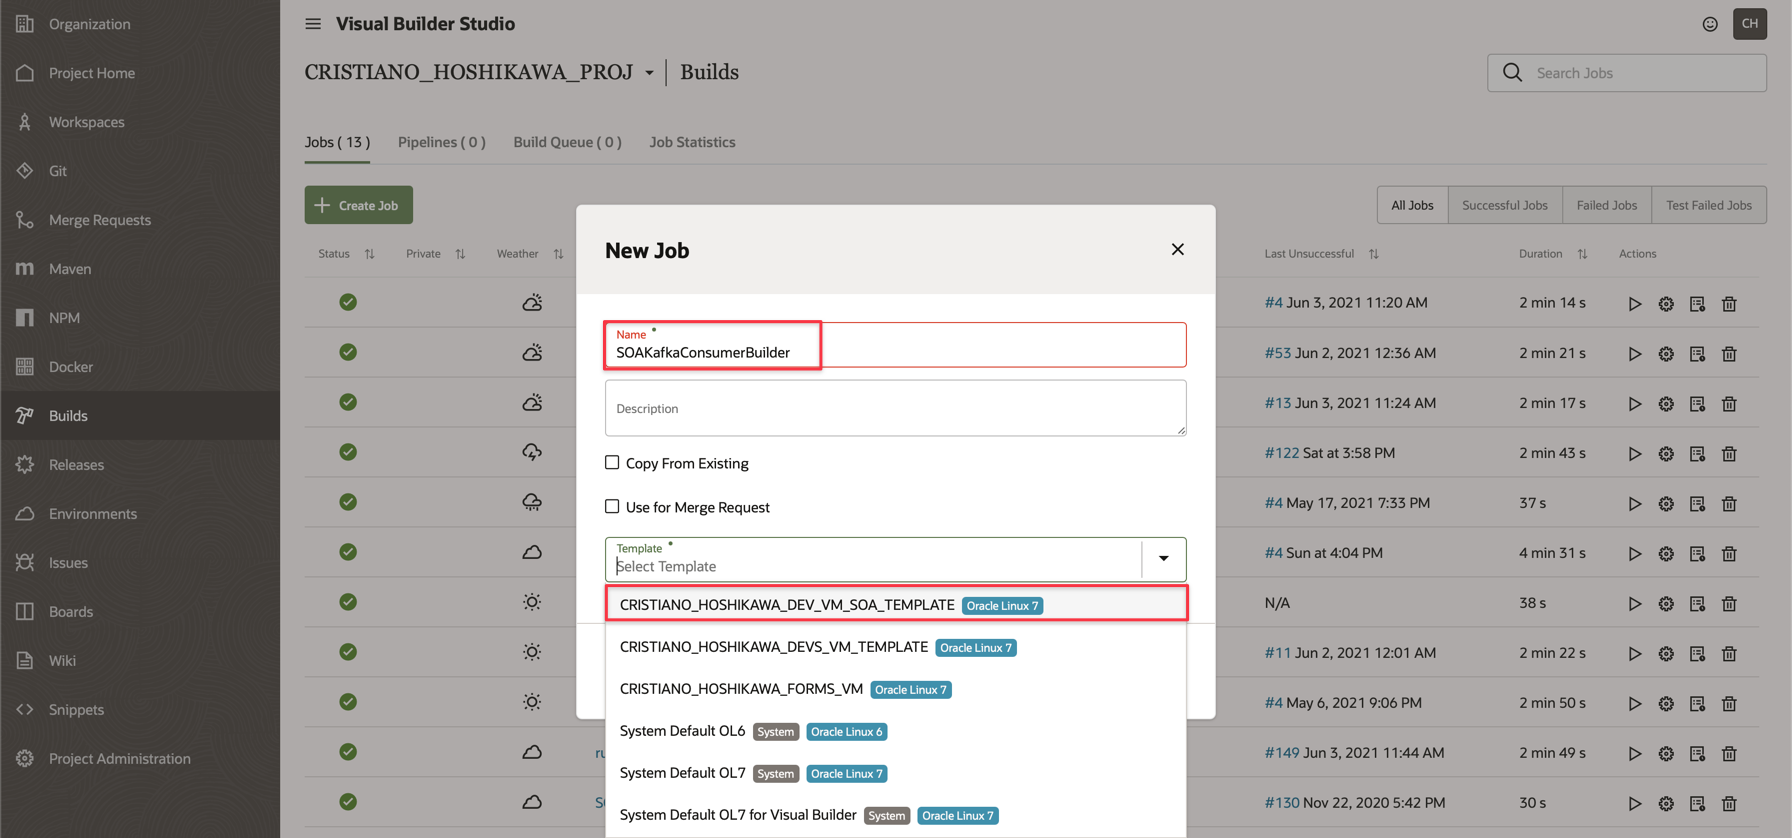 Organization
Project Home
Workspaces
Git
Merge Requests
Maven
NPM
Docker
Builds
Releases
Environments
Issues
Boards
Wiki
Snippets
Project Administration
Visual Builder Studio
CH
CRISTIANO_HOSHIKAWA_PROJ Builds
Search Jobs
Jobs ( 13 ) Pipelines ( 0 ) Build Queue ( 0 ) Job Statistics
Create Job
All Jobs Successful Jobs Failed Jobs Test Failed Jobs
Status Private Weather Last Unsuccessful Duration Actions
#4 Jun 3, 2021 11:20 AM 2 min 14 s
#53 Jun 2, 2021 12:36 AM 2 min 21 s
#13 Jun 3, 2021 11:24 AM 2 min 17 s
#122 Sat at 3:58 PM 2 min 43 s
#4 May 17, 2021 7:33 PM 37 s
#4 Sun at 4:04 PM 4 min 31 s
N/A 38 s
#11 Jun 2, 2021 12:01 AM 2 min 22 s
#4 May 6, 2021 9:06 PM 2 min 50 s
#149 Jun 3, 2021 11:44 AM 2 min 49 s
#130 Nov 22, 2020 5:42 PM 30 s
New Job
Name
SOAKafkaConsumerBuilder
Description
Copy From Existing
Use for Merge Request
Template
Select Template
CRISTIANO_HOSHIKAWA_DEV_VM_SOA_TEMPLATE Oracle Linux 7
CRISTIANO_HOSHIKAWA_DEVS_VM_TEMPLATE Oracle Linux 7
CRISTIANO_HOSHIKAWA_FORMS_VM Oracle Linux 7
System Default OL6 System Oracle Linux 6
System Default OL7 System Oracle Linux 7
System Default OL7 for Visual Builder System Oracle Linux 7